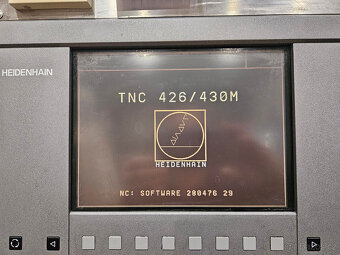 HEIDENHAIN
TNC 426/430M
HEIDENHAIN
NC: SOFTWARE 280476 29